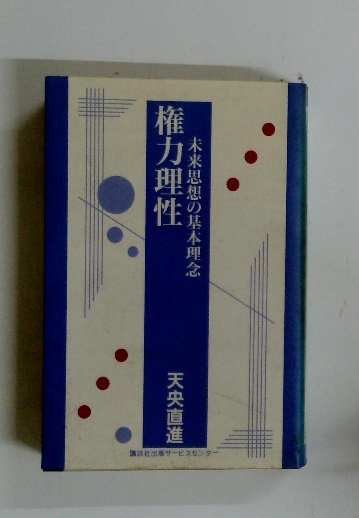 権力理性
未来思想の基本理念
天央直進
講談社出版サービスセンター